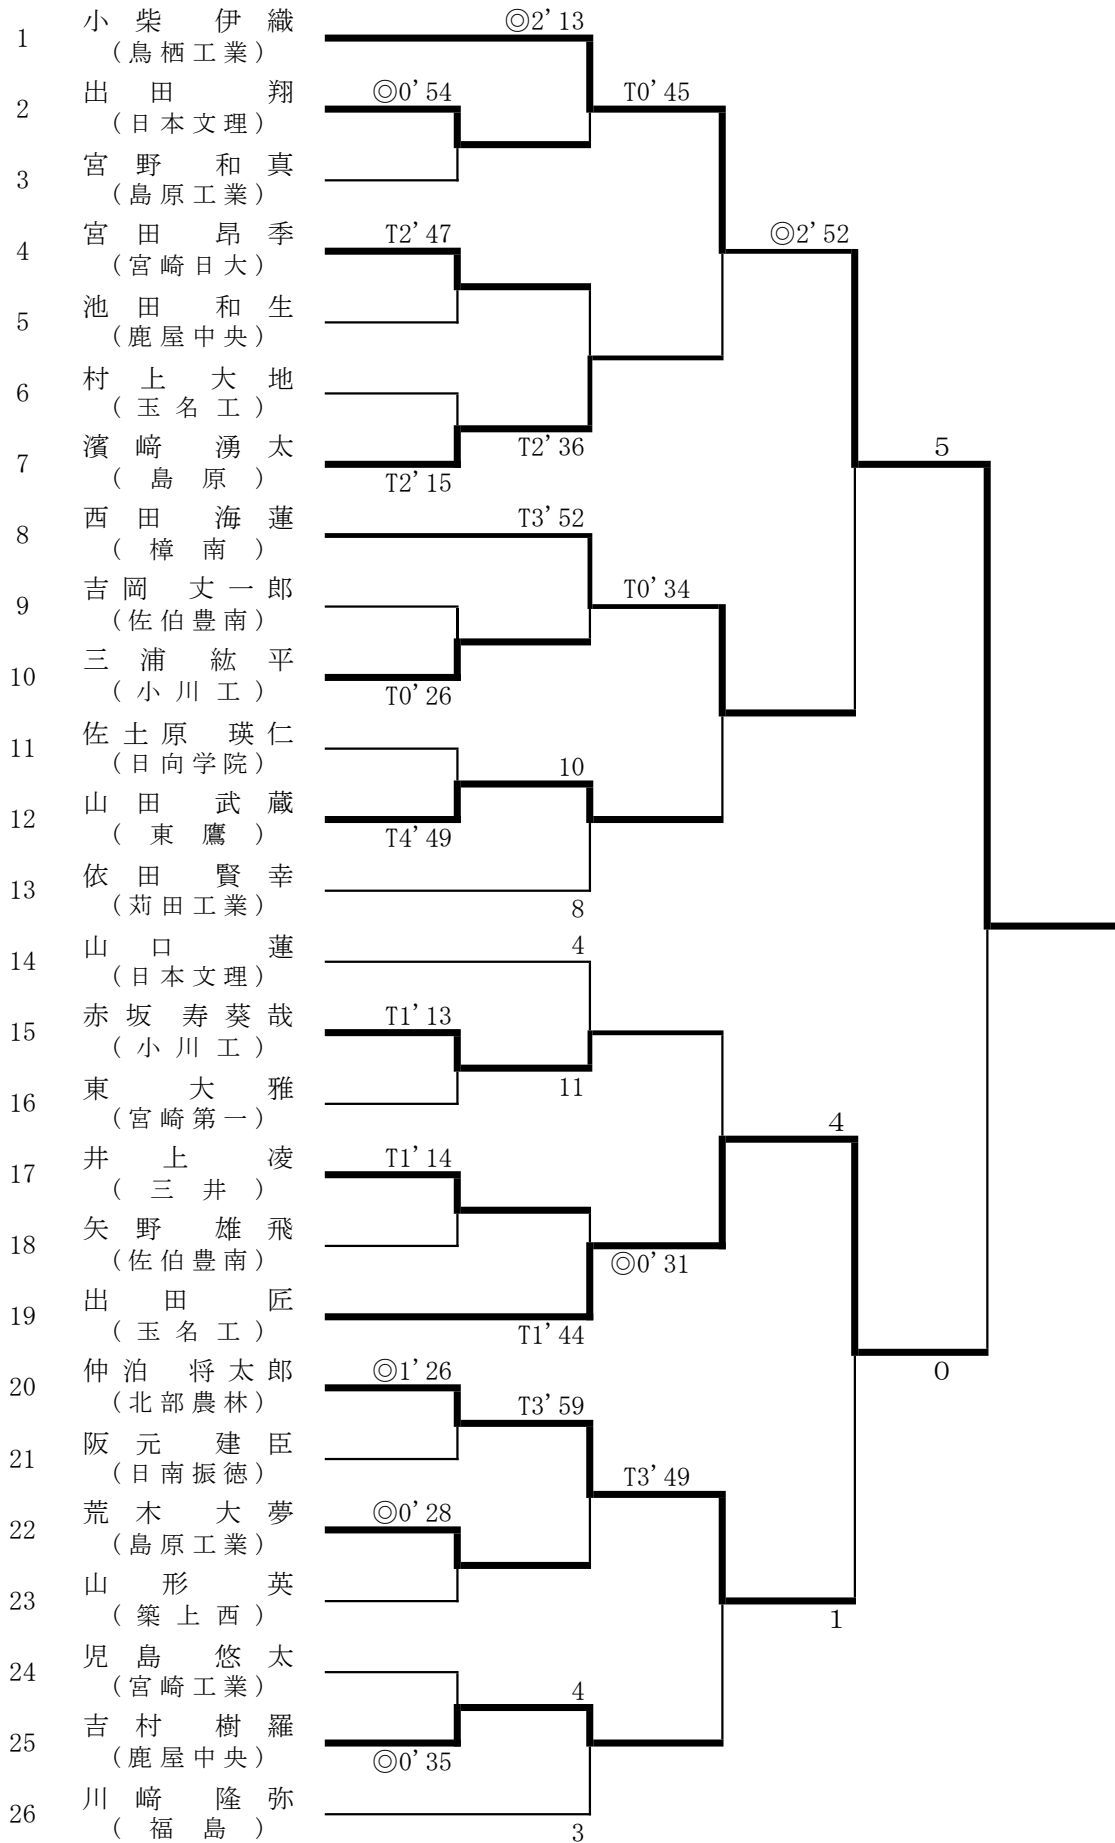 1 小柴 伊織 ◎2'13
(鳥栖工業)
2 出田 翔 ◎0'54 T0'45
(日本文理)
3 宮野 和真
(島原工業)
4 宮田 昂季 T2'47 ◎2'52
(宮崎日大)
5 池田 和生
(鹿屋中央)
6 村上 大地
(玉名工)
7 濱﨑 湧太 T2'15 T2'36 5
(島原)
8 西田 海蓮 T3'52
(樟南)
9 吉岡 丈一郎 T0'34
(佐伯豊南)
10 三浦 紘平 T0'26
(小川工)
11 佐土原 瑛仁
(日向学院) 10
12 山田 武蔵 T4'49
(東鷹)
13 依田 賢幸 8
(苅田工業)
14 山口 蓮 4
(日本文理)
15 赤坂 寿葵哉 T1'13
(小川工)
16 東 大雅 11
(宮崎第一) 4
17 井上 凌 T1'14
(三井)
18 矢野 雄飛 ◎0'31
(佐伯豊南)
19 出田 匠 T1'44
(玉名工)
20 仲泊 将太郎 ◎1'26 0
(北部農林) T3'59
21 阪元 建臣
(日南振徳) T3'49
22 荒木 大夢 ◎0'28
(島原工業)
23 山形 英 1
(築上西)
24 児島 悠太
(宮崎工業) 4
25 吉村 樹羅 ◎0'35
(鹿屋中央)
26 川﨑 隆弥 3
(福島)